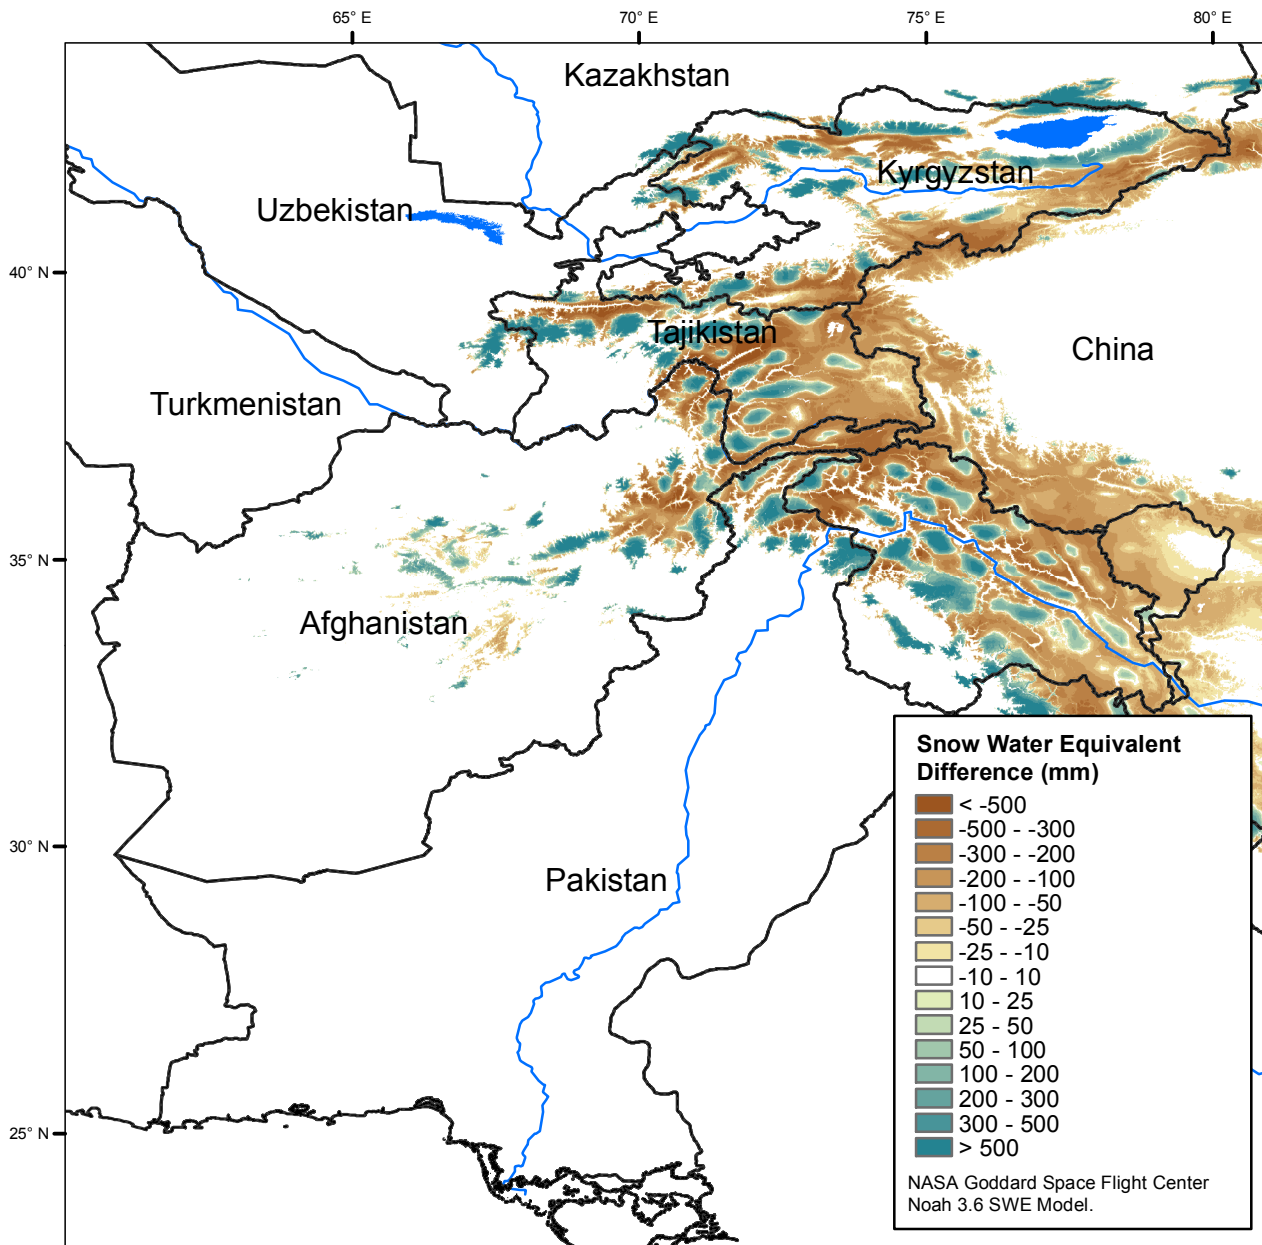 65° E
70° E
75° E
80° E
Kazakhstan
Kyrgyzstan
Uzbekistan
40° N
Tajikistan
China
Turkmenistan
35° N
Afghanistan
30° N
Pakistan
25° N
Snow Water Equivalent
Difference (mm)
< -500
-500 - -300
-300 - -200
-200 - -100
-100 - -50
-50 - -25
-25 - -10
-10 - 10
10 - 25
25 - 50
50 - 100
100 - 200
200 - 300
300 - 500
> 500
NASA Goddard Space Flight Center
Noah 3.6 SWE Model.